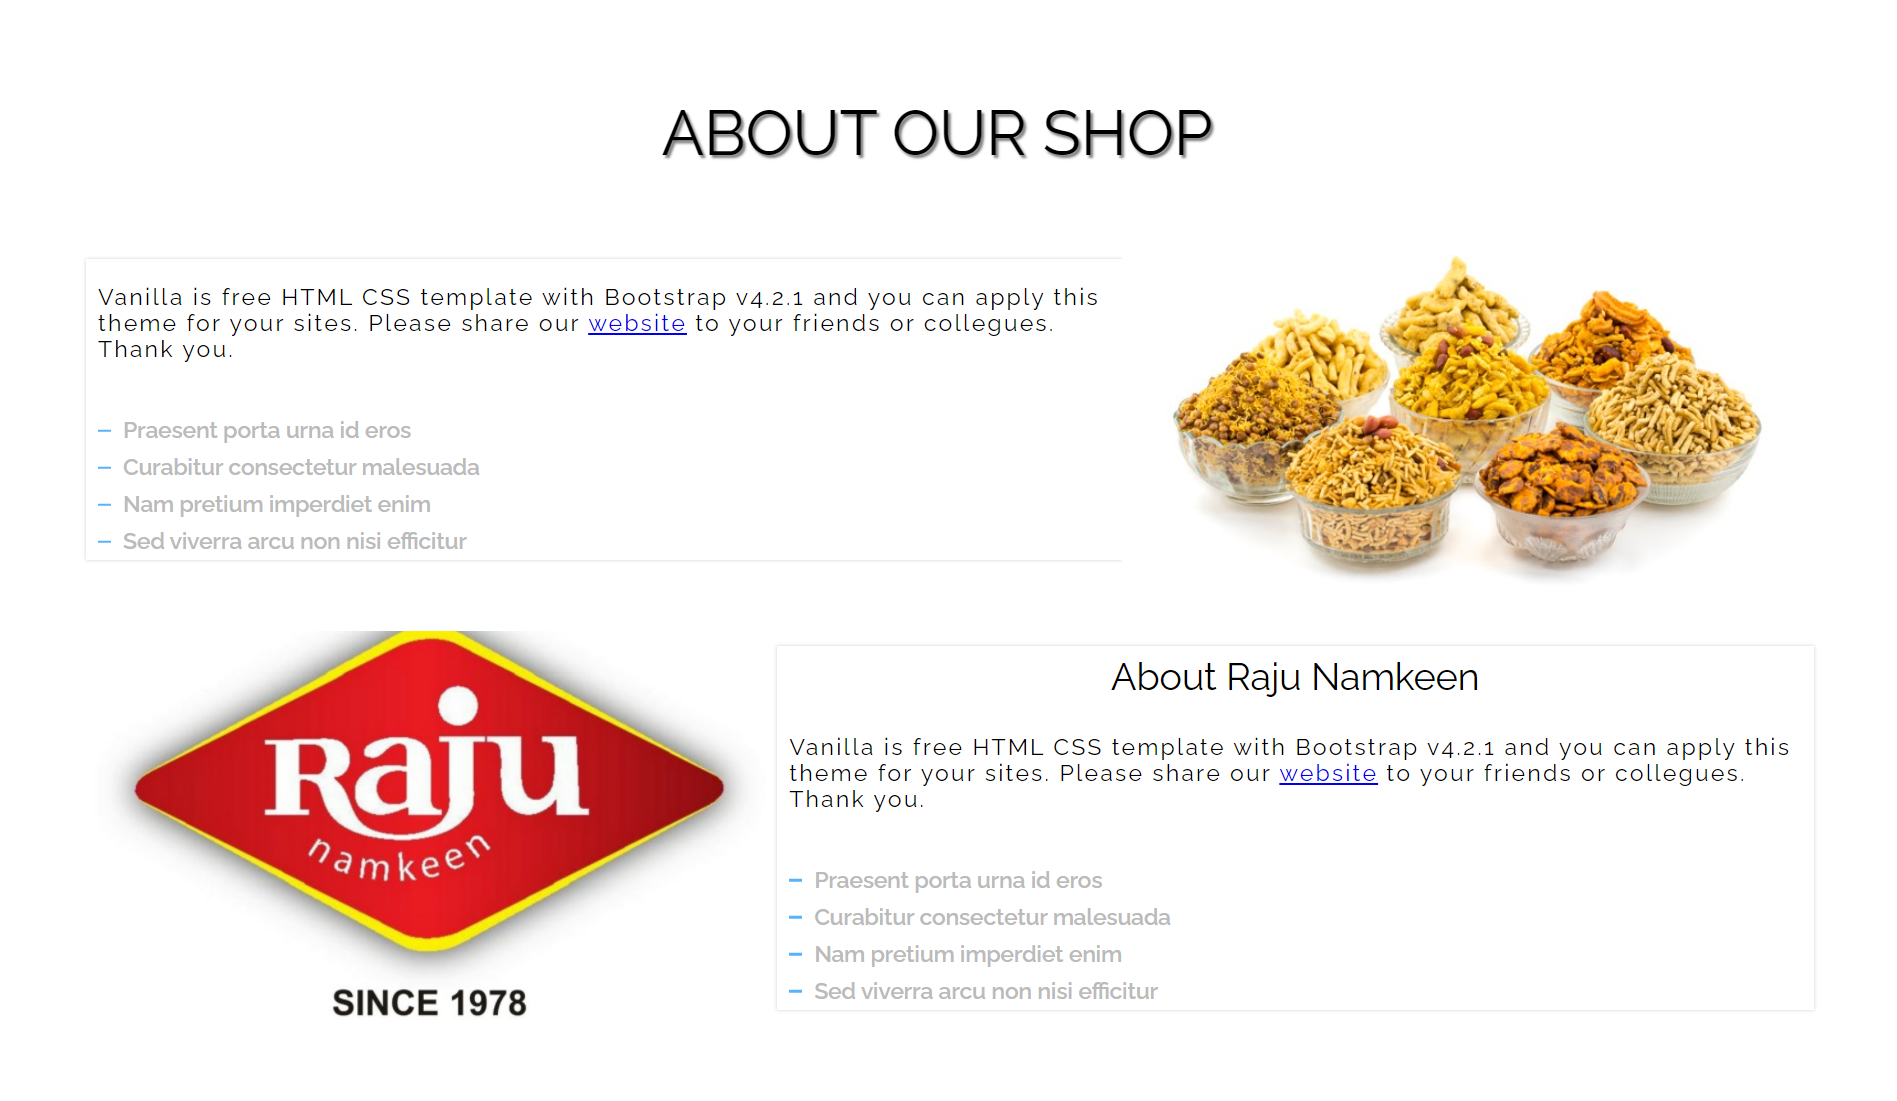 ABOUT OUR SHOP
Vanilla is free HTML CSS template with Bootstrap v4.2.1 and you can apply this
theme for your sites. Please share our website to your friends or collegues.
Thank you.
– Praesent porta urna id eros
– Curabitur consectetur malesuada
– Nam pretium imperdiet enim
– Sed viverra arcu non nisi efficitur
Raju
namkeen
SINCE 1978
About Raju Namkeen
Vanilla is free HTML CSS template with Bootstrap v4.2.1 and you can apply this
theme for your sites. Please share our website to your friends or collegues.
Thank you.
– Praesent porta urna id eros
– Curabitur consectetur malesuada
– Nam pretium imperdiet enim
– Sed viverra arcu non nisi efficitur